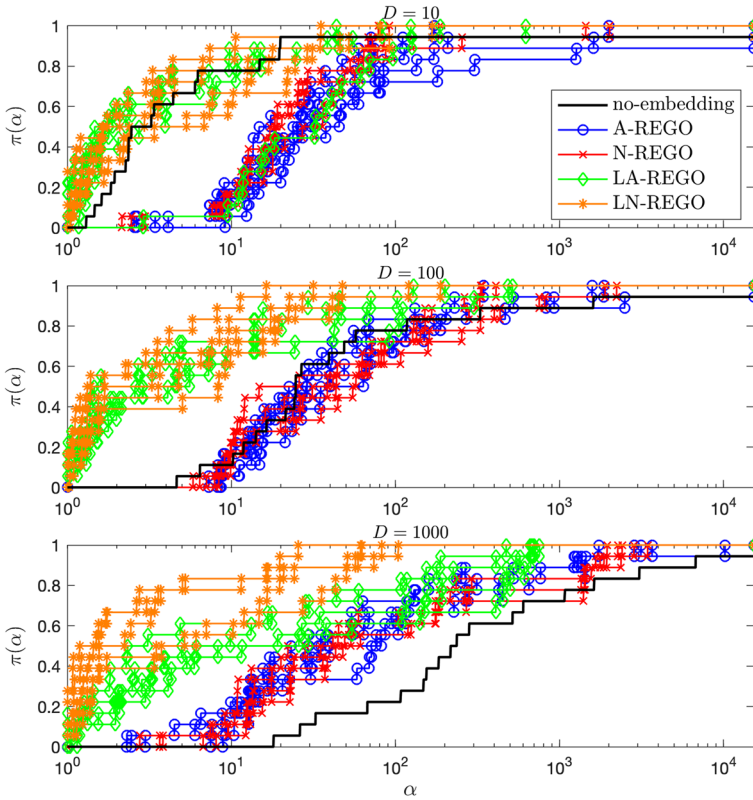 D = 10
π(α)
1
0.8
0.6
0.4
0.2
0
10^0 10^1 10^2 10^3 10^4
no-embedding
A-REGO
N-REGO
LA-REGO
LN-REGO
D = 100
π(α)
1
0.8
0.6
0.4
0.2
0
10^0 10^1 10^2 10^3 10^4
D = 1000
π(α)
1
0.8
0.6
0.4
0.2
0
10^0 10^1 10^2 10^3 10^4
α